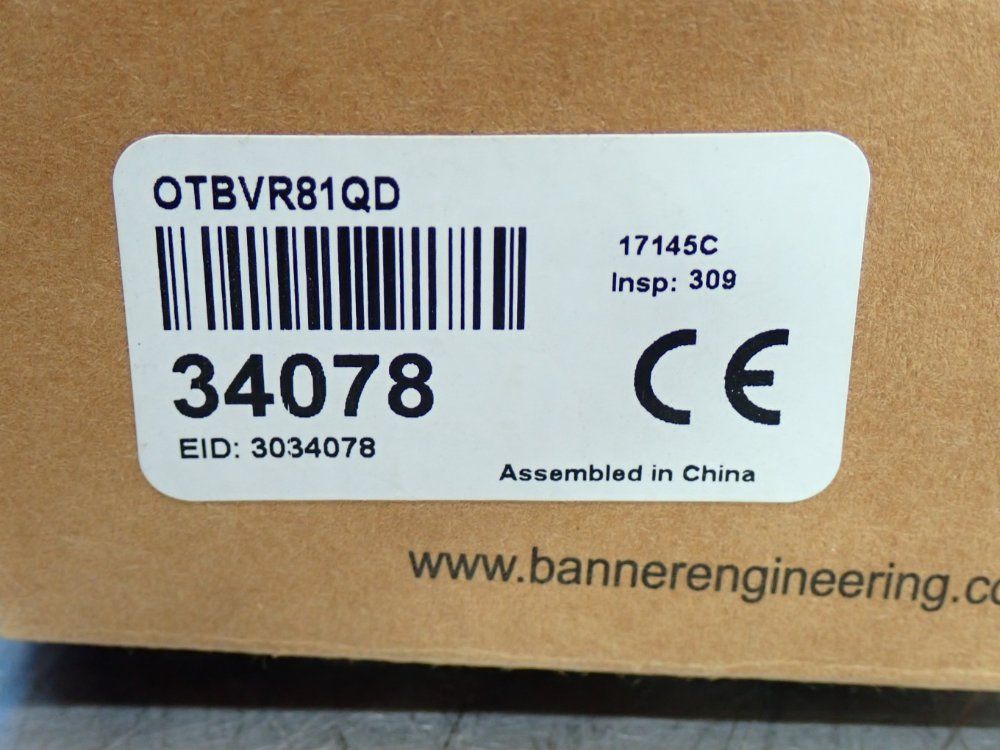 OTBVR81QD
17145C
Insp: 309
CE
34078
EID: 3034078
Assembled in China
www.bannerengineering.co